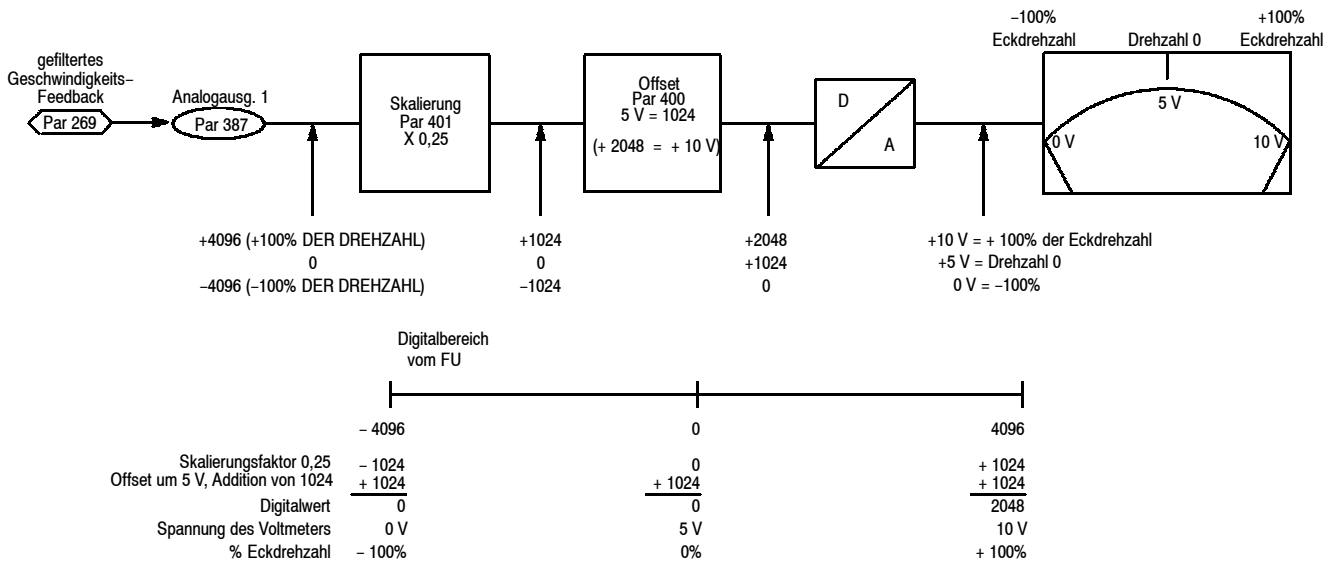 −100%
Eckdrehzahl
Drehzahl 0
+100%
Eckdrehzahl
gefiltertes
Geschwindigkeits−
Feedback
Par 269
Analogausg. 1
Par 387
Skalierung
Par 401
X 0,25
Offset
Par 400
5 V = 1024
(+ 2048 = + 10 V)
D
A
0 V
5 V
10 V
+4096 (+100% DER DREHZAHL)
0
−4096 (−100% DER DREHZAHL)
+1024
0
−1024
+2048
+1024
0
+10 V = + 100% der Eckdrehzahl
+5 V = Drehzahl 0
0 V = −100%
Digitalbereich
vom FU
− 4096 0 4096
Skalierungsfaktor 0,25 − 1024 0 + 1024
Offset um 5 V, Addition von 1024 + 1024 + 1024 + 1024
Digitalwert 0 0 2048
Spannung des Voltmeters 0 V 5 V 10 V
% Eckdrehzahl − 100% 0% + 100%